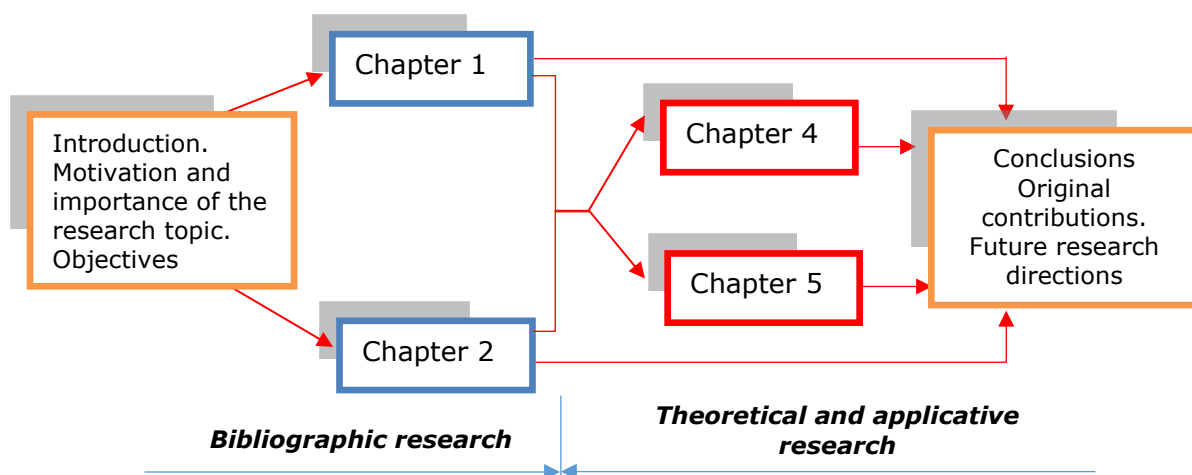 Introduction.
Motivation and
importance of the
research topic.
Objectives
Chapter 1
Chapter 2
Chapter 4
Chapter 5
Conclusions
Original
contributions.
Future research
directions
Bibliographic research
Theoretical and applicative
research